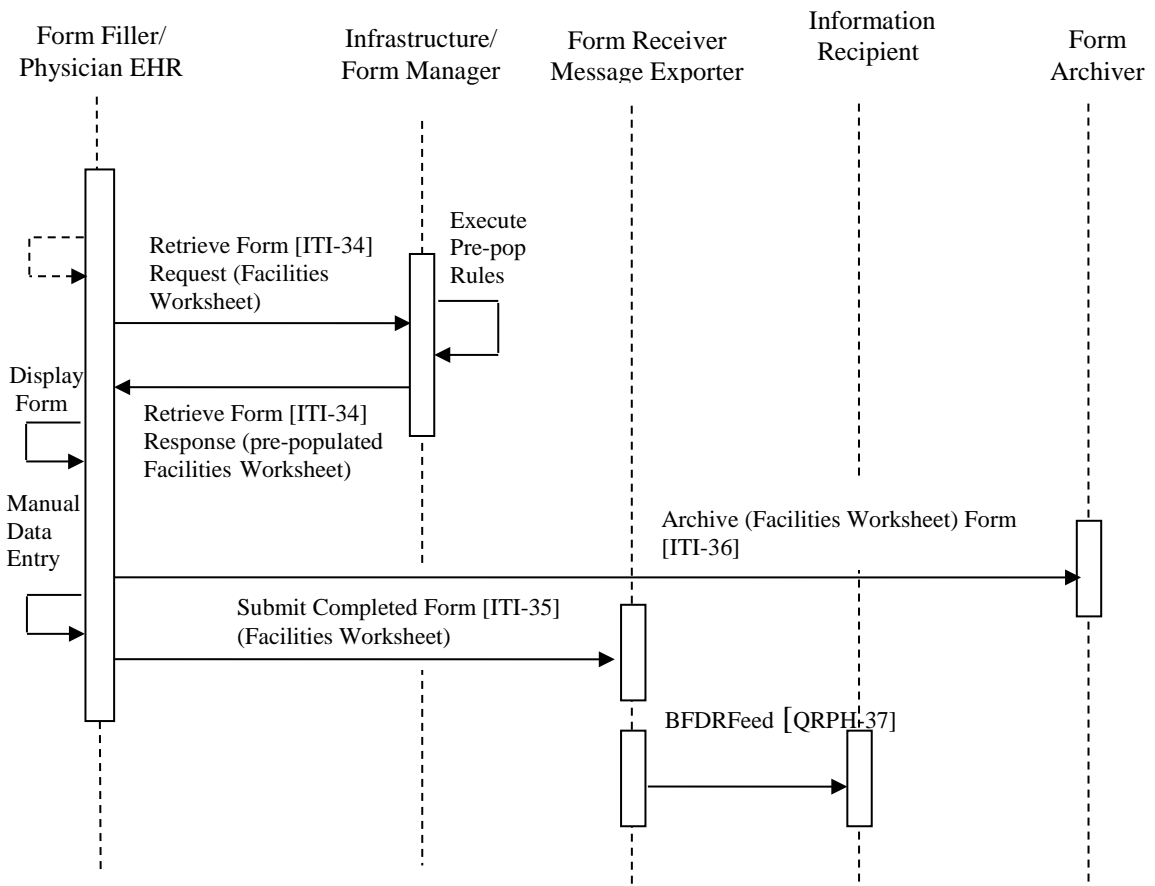 Form Filler/
Physician EHR
Infrastructure/
Form Manager
Form Receiver
Message Exporter
Information
Recipient
Form
Archiver
Execute
Pre-pop
Rules
Retrieve Form [ITI-34]
Request (Facilities
Worksheet)
Display
Form
Retrieve Form [ITI-34]
Response (pre-populated
Facilities Worksheet)
Manual
Data
Entry
Archive (Facilities Worksheet) Form
[ITI-36]
Submit Completed Form [ITI-35]
(Facilities Worksheet)
BFDRFeed [QRPH-37]